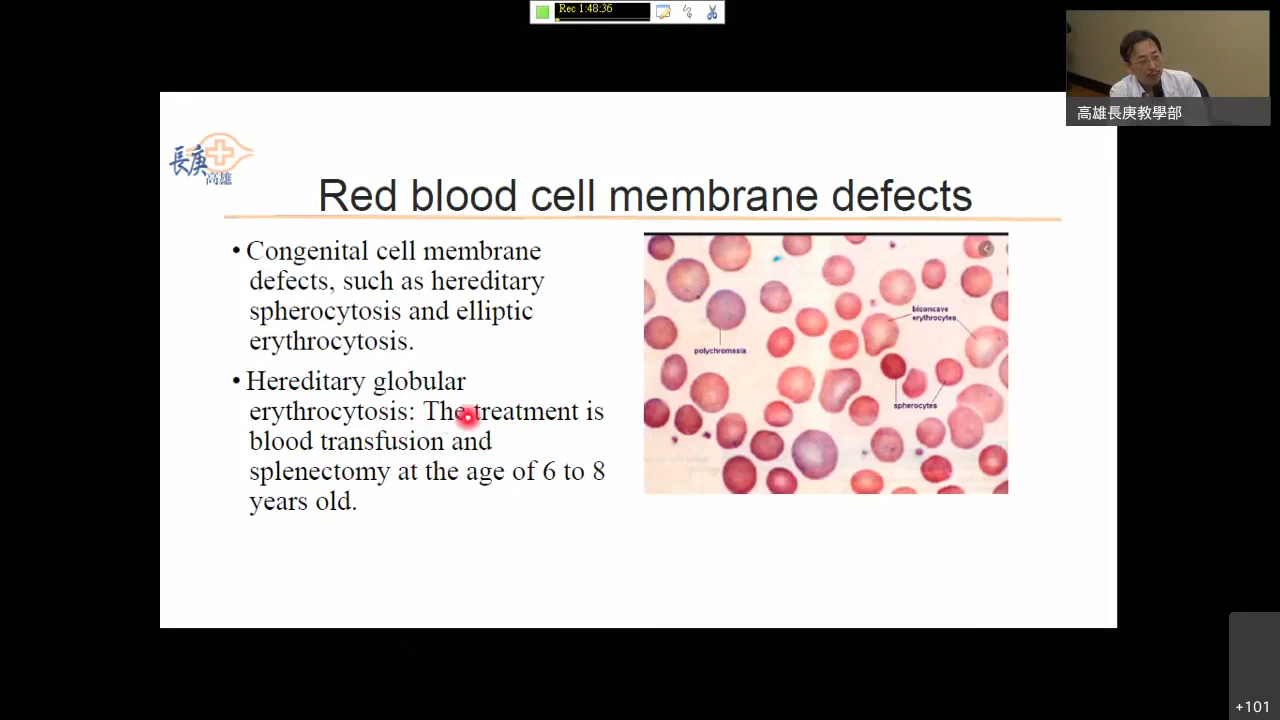 Rec 1:48:36
高雄長庚教學部
長庚
高雄
Red blood cell membrane defects
• Congenital cell membrane
defects, such as hereditary
spherocytosis and elliptic
erythrocytosis.
• Hereditary globular
erythrocytosis: The treatment is
blood transfusion and
splenectomy at the age of 6 to 8
years old.
biconcave
erythrocytes
polychromasia
spherocytes
+101